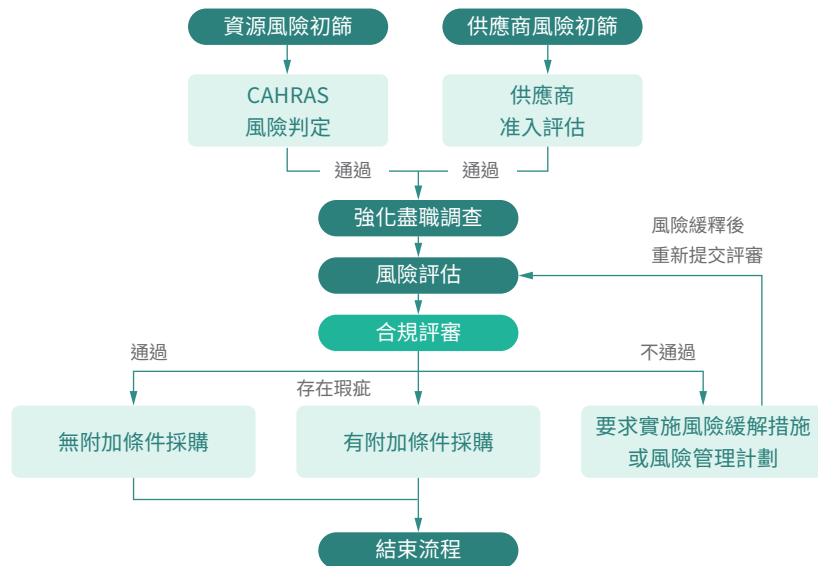 資源風險初篩
供應商風險初篩
CAHRAS
風險判定
供應商
准入評估
通過
通過
強化盡職調查
風險緩釋後
重新提交評審
風險評估
合規評審
通過
不通過
存在瑕疵
無附加條件採購
有附加條件採購
要求實施風險緩解措施
或風險管理計劃
結束流程